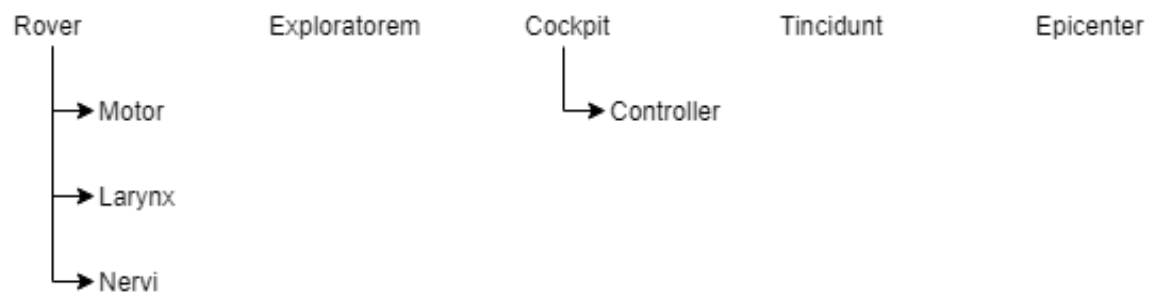 Rover Exploratorem Cockpit Tincidunt Epicenter
Motor Controller
Larynx
Nervi